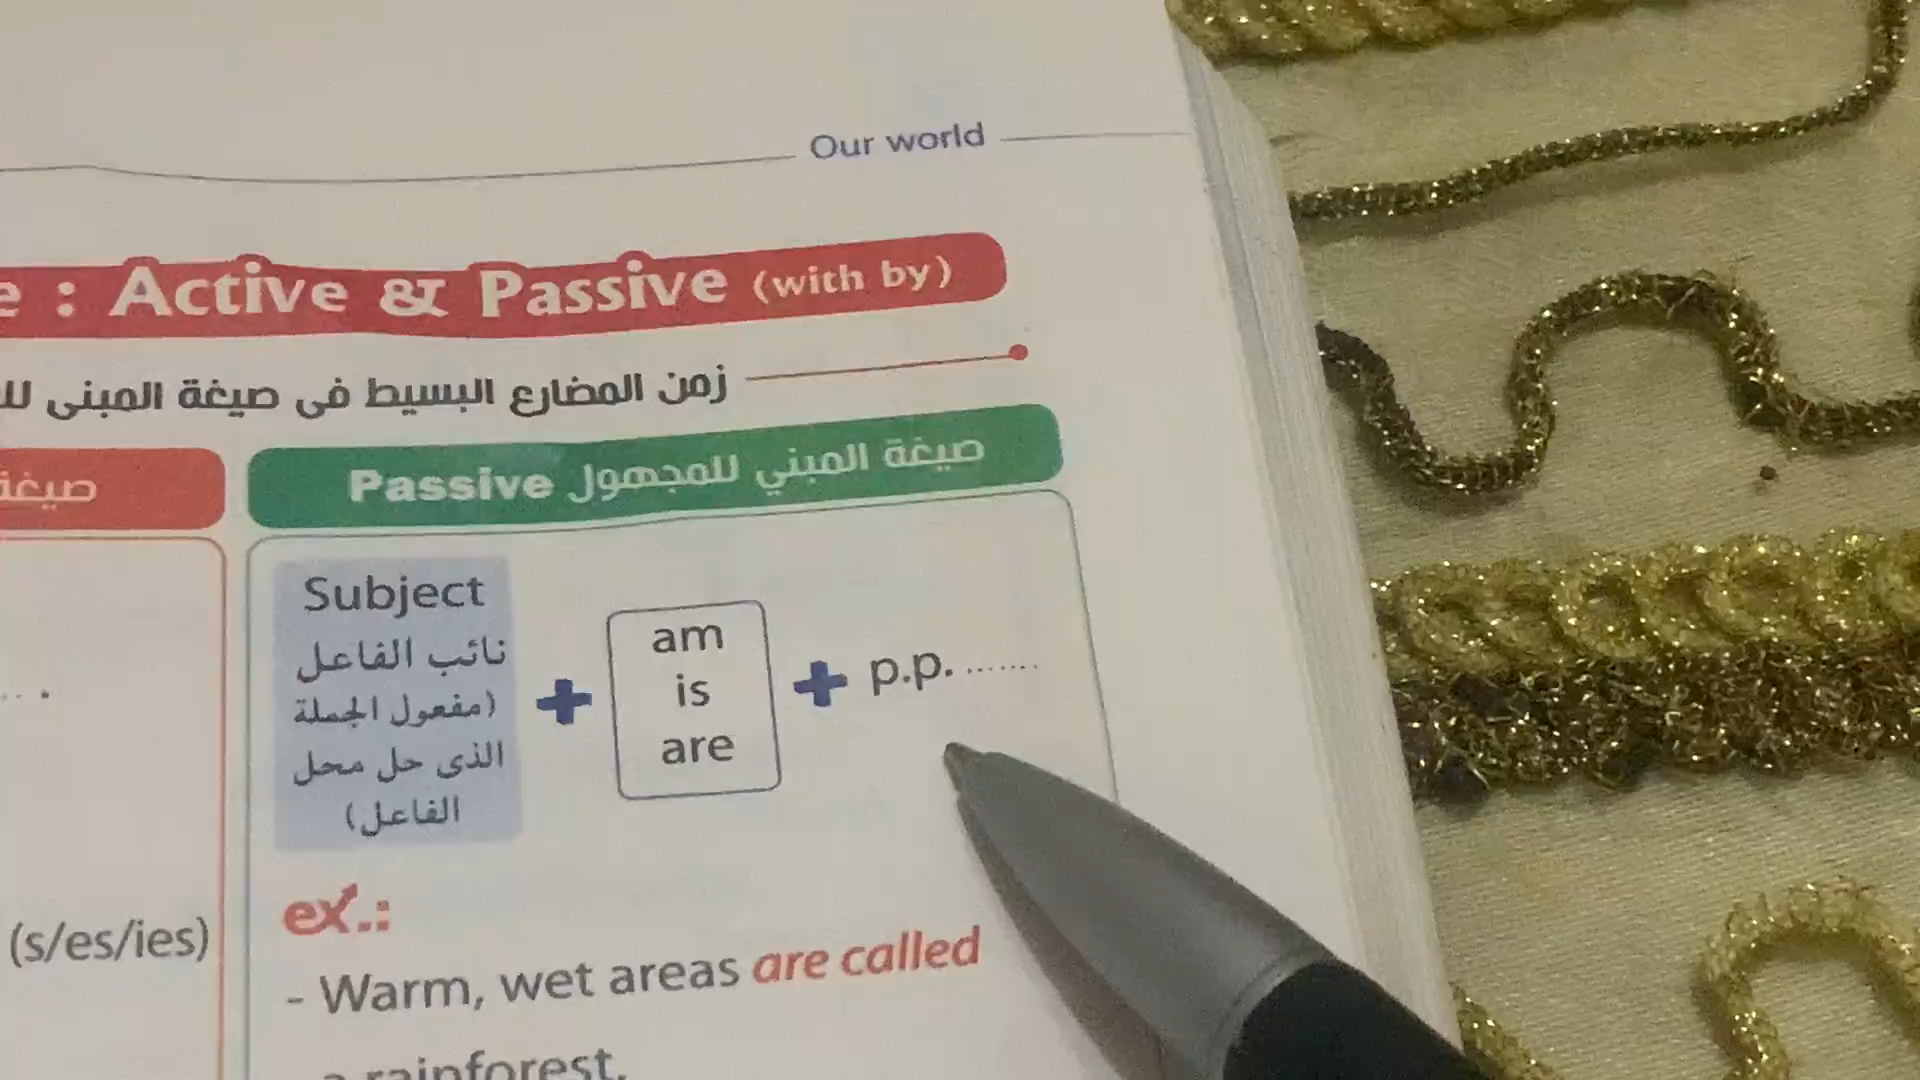 Our world
: Active & Passive (with by)
زمن المضارع البسيط فى صيغة المبنى
صيغة
صيغة المبني للمجهول Passive
Subject
نائب الفاعل
(مفعول الجملة
الذى حل محل
الفاعل)
+
am
is
are
+
p.p. .......
(s/es/ies)
ex.:
- Warm, wet areas are called
a rainforest.